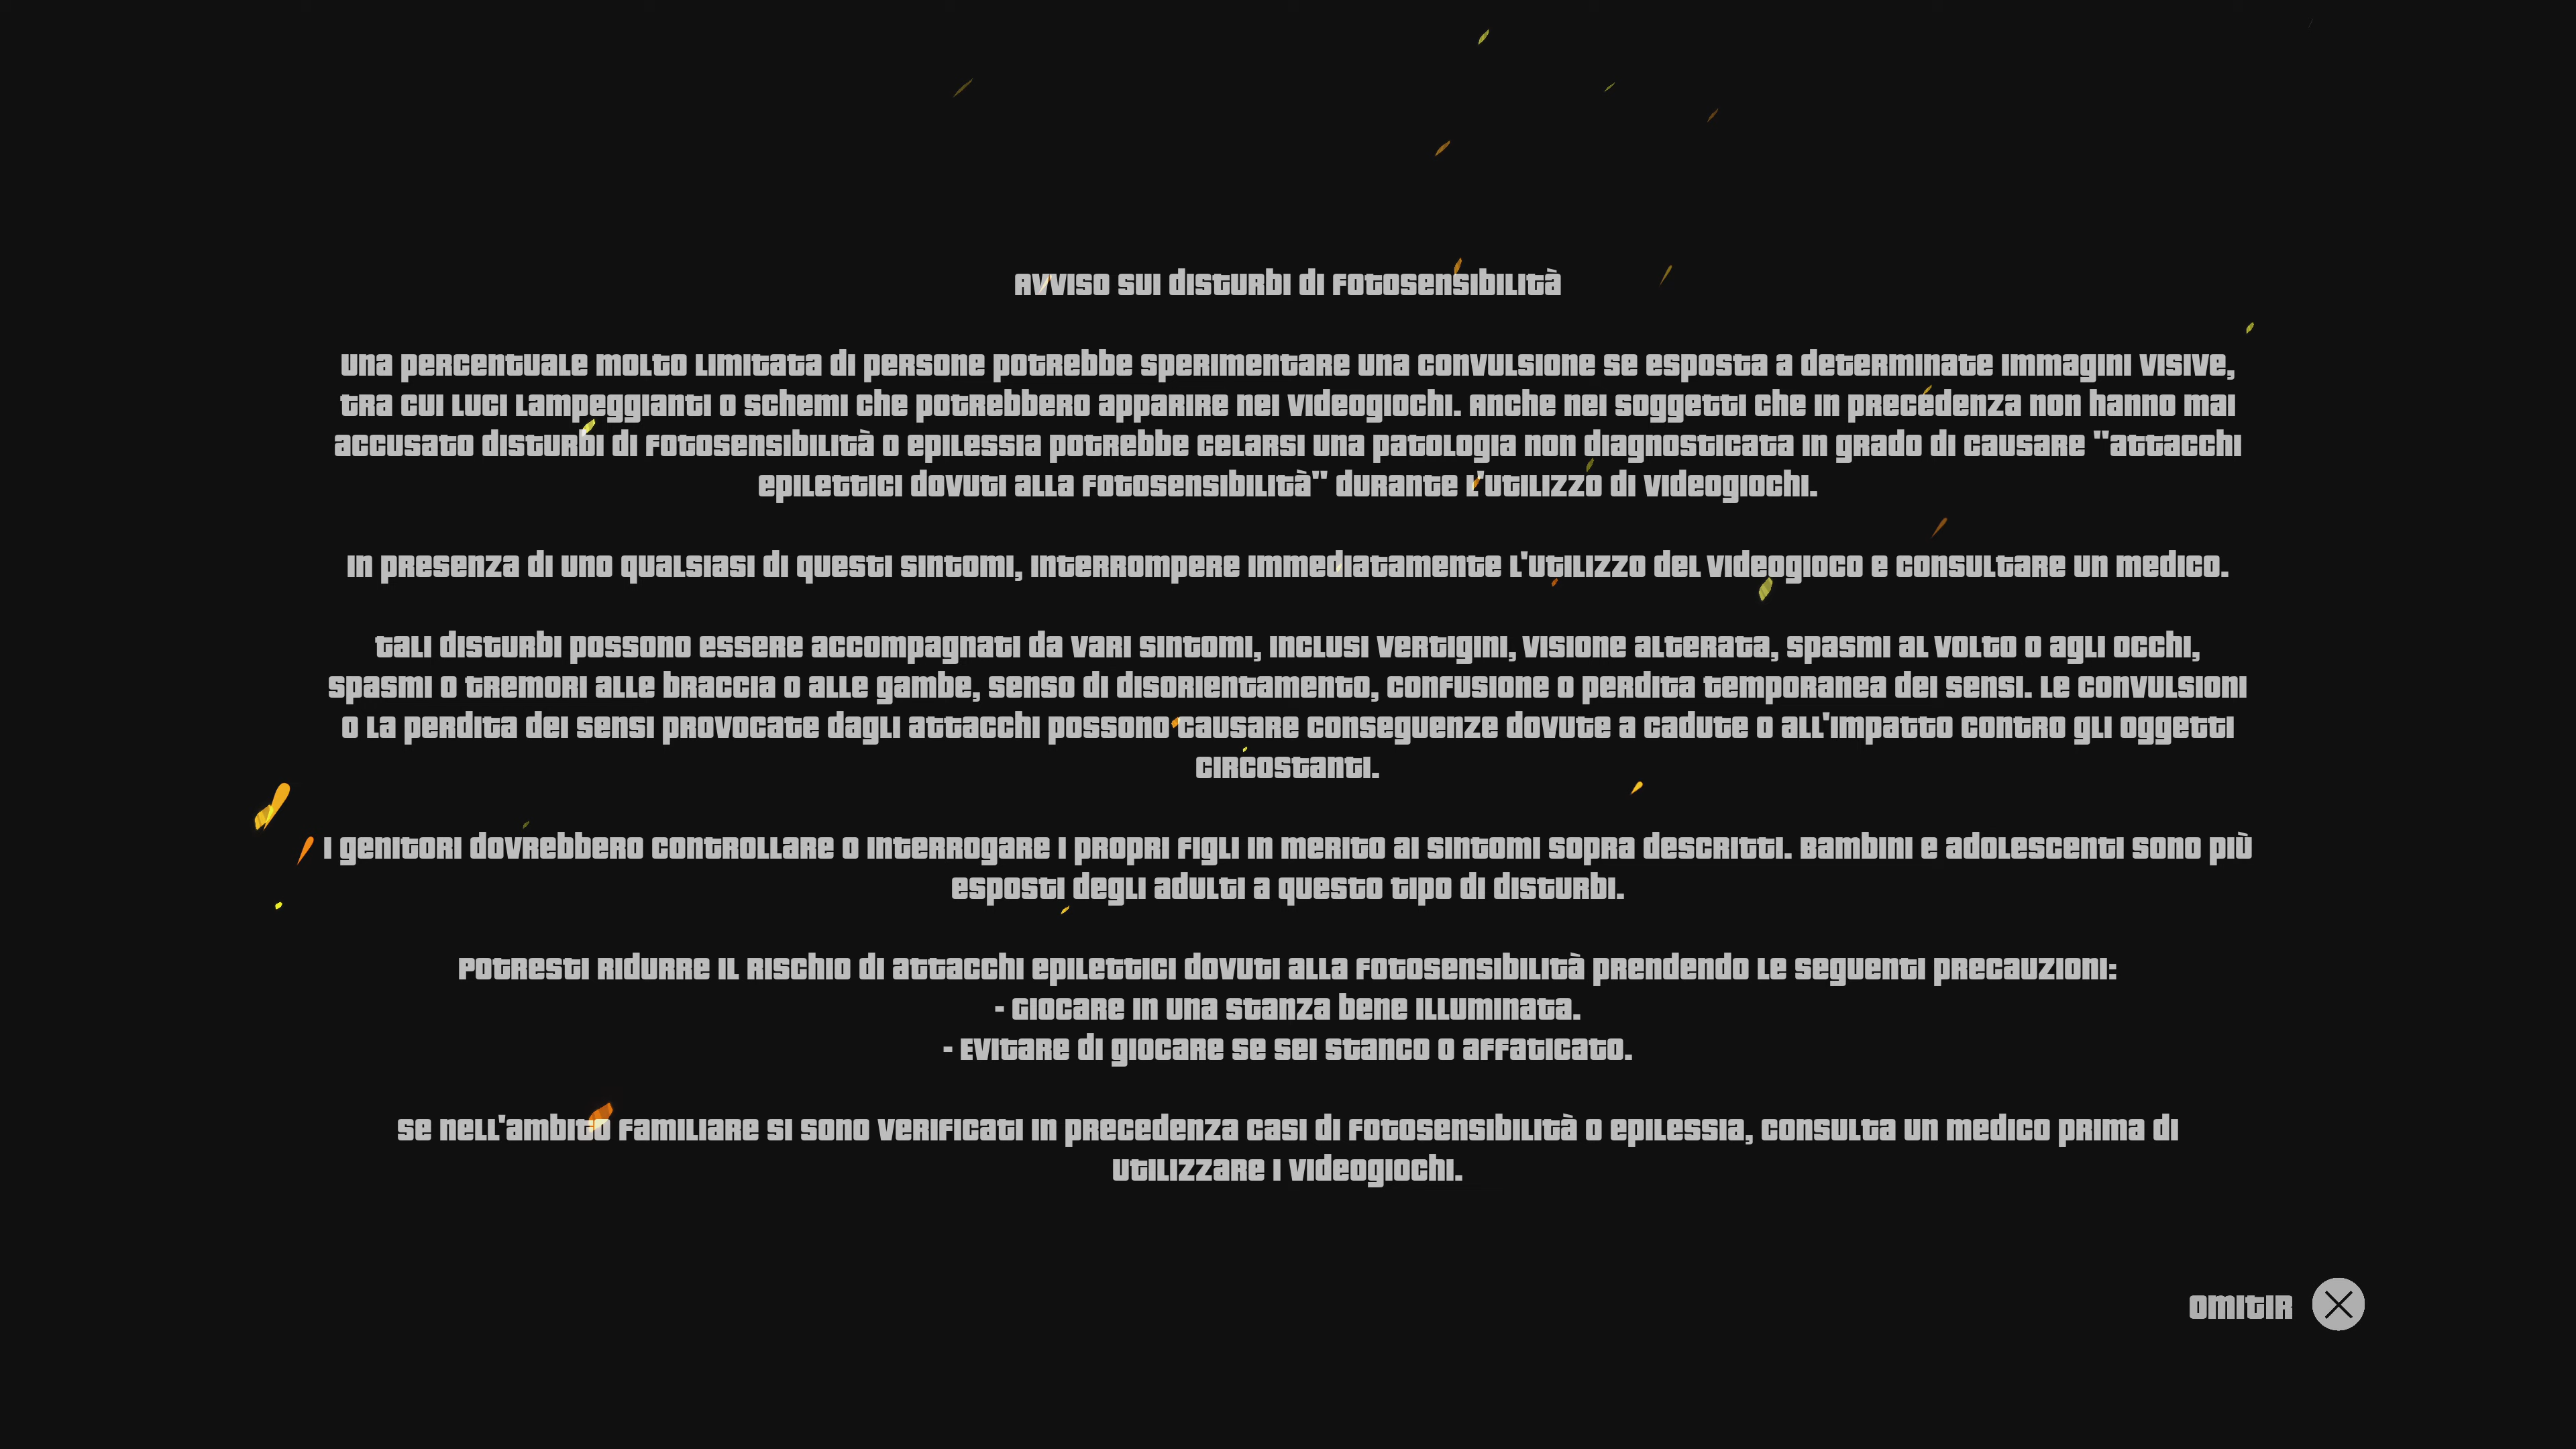 Avviso sui disturbi di fotosensibilità
Una percentuale molto limitata di persone potrebbe sperimentare una convulsione se esposta a determinate immagini visive,
tra cui luci lampeggianti o schemi che potrebbero apparire nei videogiochi. Anche nei soggetti che in precedenza non hanno mai
accusato disturbi di fotosensibilità o epilessia potrebbe celarsi una patologia non diagnosticata in grado di causare "attacchi
epilettici dovuti alla fotosensibilità" durante l'utilizzo di videogiochi.
In presenza di uno qualsiasi di questi sintomi, interrompere immediatamente l'utilizzo del videogioco e consultare un medico.
Tali disturbi possono essere accompagnati da vari sintomi, inclusi vertigini, visione alterata, spasmi al volto o agli occhi,
spasmi o tremori alle braccia o alle gambe, senso di disorientamento, confusione o perdita temporanea dei sensi. Le convulsioni
o la perdita dei sensi provocate dagli attacchi possono causare conseguenze dovute a cadute o all'impatto contro gli oggetti
circostanti.
I genitori dovrebbero controllare o interrogare i propri figli in merito ai sintomi sopra descritti. Bambini e adolescenti sono più
esposti degli adulti a questo tipo di disturbi.
Potresti ridurre il rischio di attacchi epilettici dovuti alla fotosensibilità prendendo le seguenti precauzioni:
- Giocare in una stanza bene illuminata.
- Evitare di giocare se sei stanco o affaticato.
Se nell'ambito familiare si sono verificati in precedenza casi di fotosensibilità o epilessia, consulta un medico prima di
utilizzare i videogiochi.
Omitir